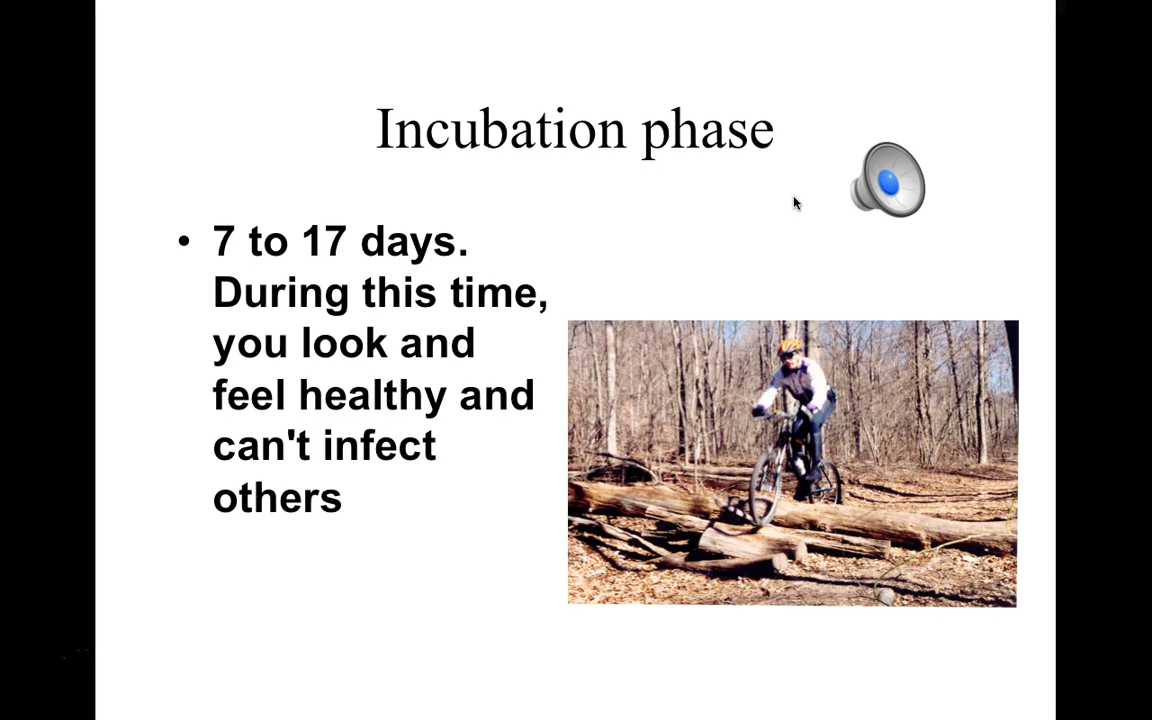 Incubation phase
• 7 to 17 days.
During this time,
you look and
feel healthy and
can't infect
others